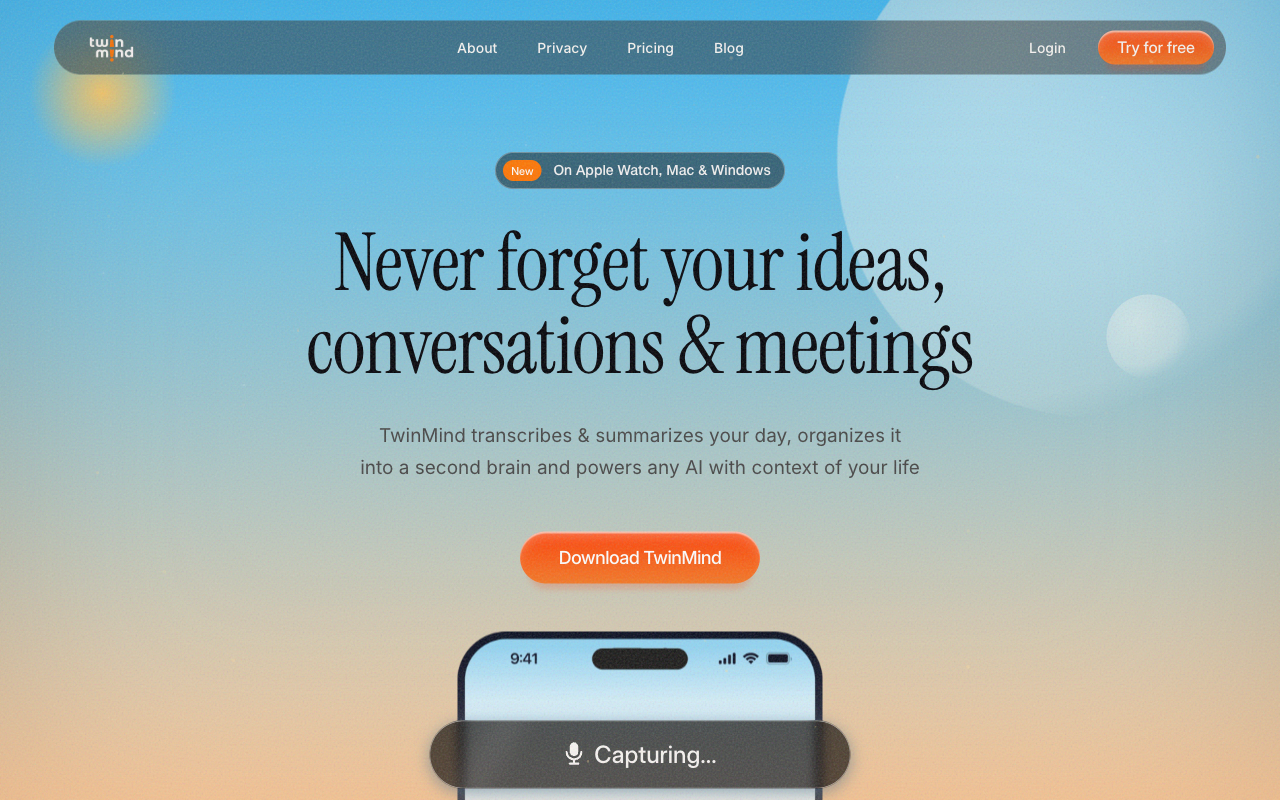 twin
mind
About
Privacy
Pricing
Blog
Login
Try for free
New
On Apple Watch, Mac & Windows
Never forget your ideas,
conversations & meetings
TwinMind transcribes & summarizes your day, organizes it
into a second brain and powers any AI with context of your life
Download TwinMind
9:41
Capturing...